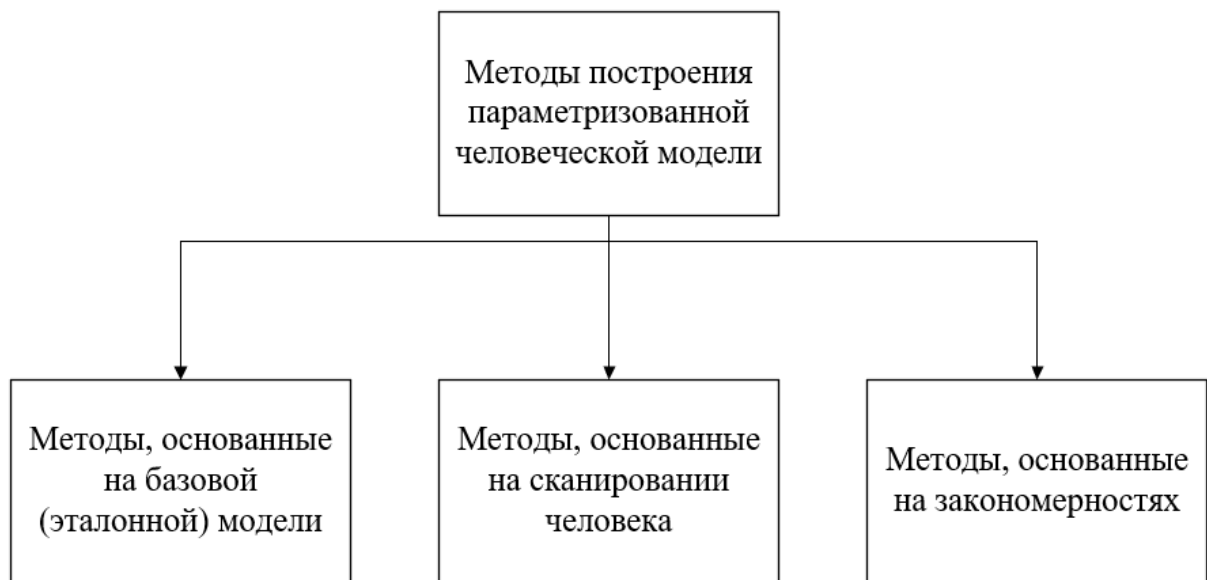 Методы построения
параметризованной
человеческой модели
Методы, основанные
на базовой
(эталонной) модели
Методы, основанные
на сканировании
человека
Методы, основанные
на закономерностях